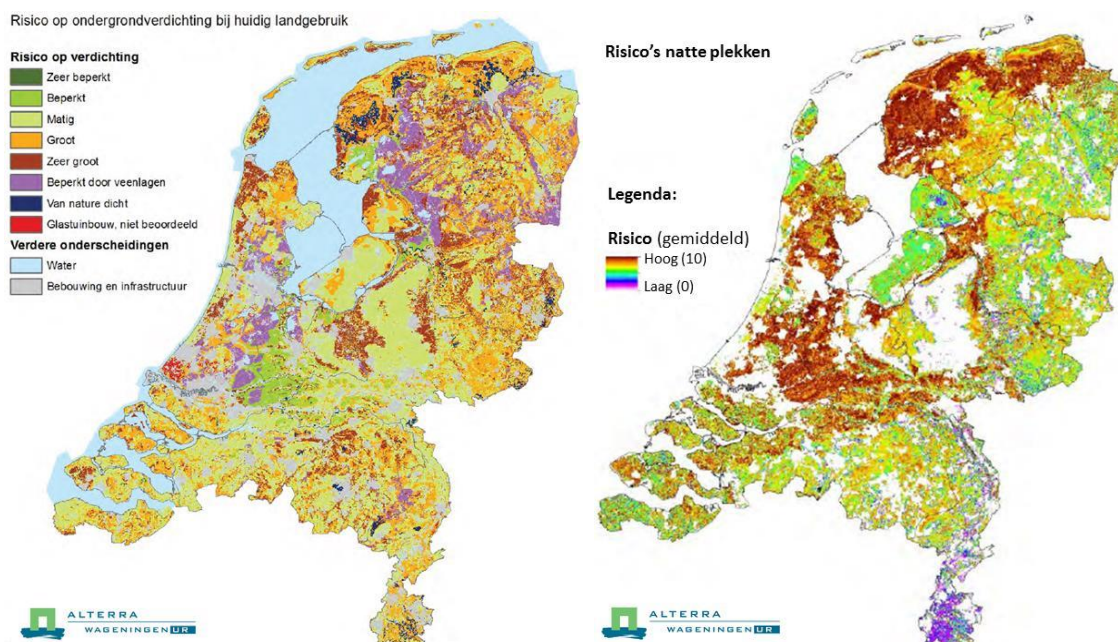 Risico op ondergrondverdichting bij huidig landgebruik
Risico op verdichting
Zeer beperkt
Beperkt
Matig
Groot
Zeer groot
Beperkt door veenlagen
Van nature dicht
Glastuinbouw, niet beoordeeld
Verdere onderscheidingen
Water
Bebouwing en infrastructuur
ALTERRA
WAGENINGEN UR
Risico's natte plekken
Legenda:
Risico (gemiddeld)
Hoog (10)
Laag (0)
ALTERRA
WAGENINGEN UR